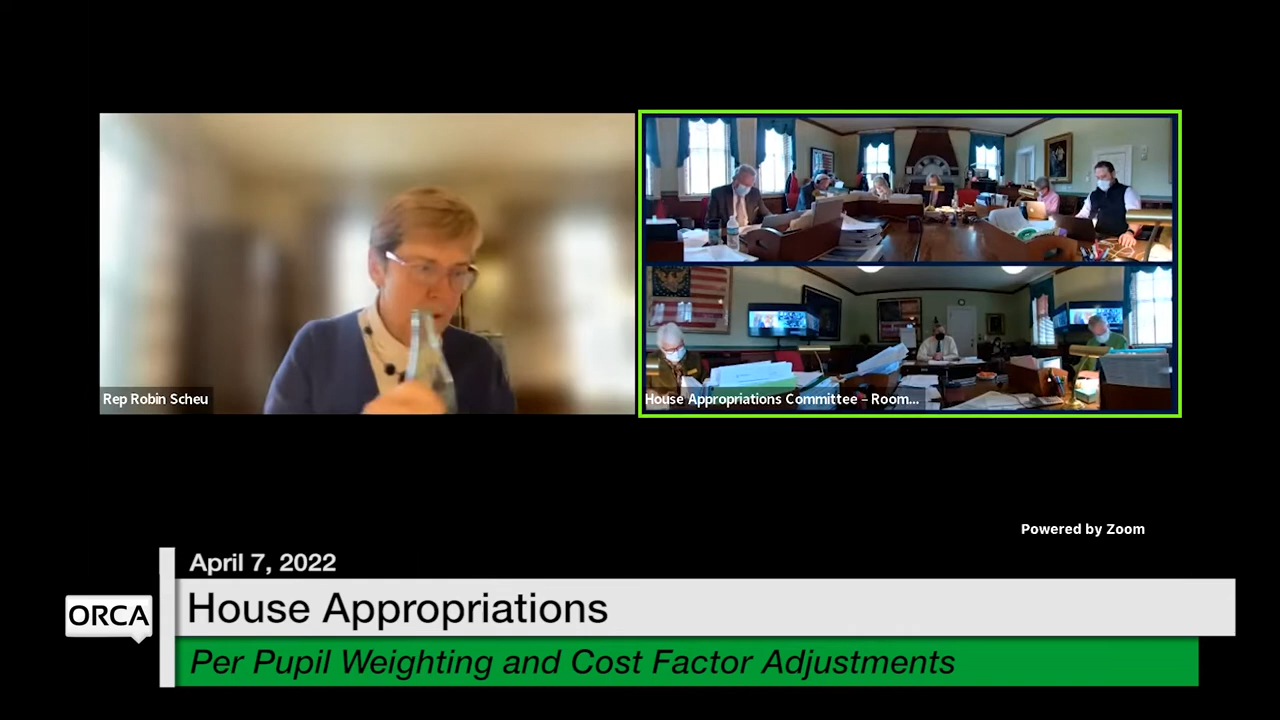 Rep Robin Scheu
House Appropriations Committee – Room...
Powered by Zoom
April 7, 2022
ORCA
House Appropriations
Per Pupil Weighting and Cost Factor Adjustments